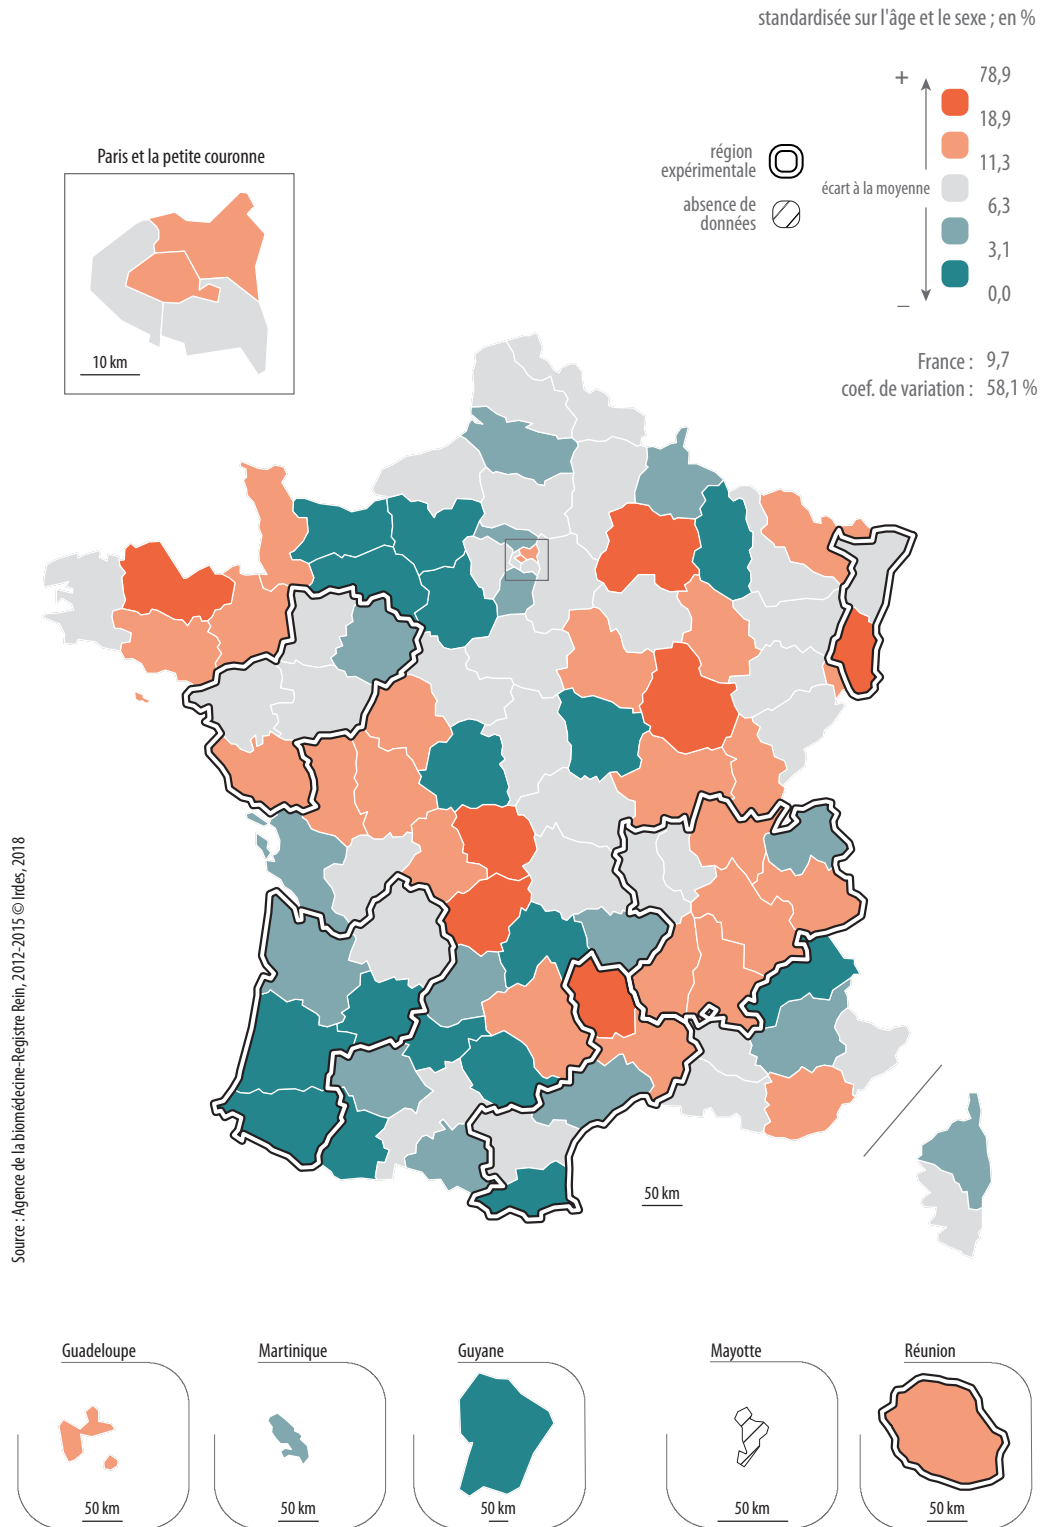 standardisée sur l'âge et le sexe ; en %
+
78,9
18,9
11,3
6,3
3,1
0,0
–
écart à la moyenne
région
expérimentale
absence de
données
France : 9,7
coef. de variation : 58,1 %
Paris et la petite couronne
10 km
50 km
Source : Agence de la biomédecine-Registre Rein, 2012-2015 © Irdes, 2018
Guadeloupe
50 km
Martinique
50 km
Guyane
50 km
Mayotte
50 km
Réunion
50 km